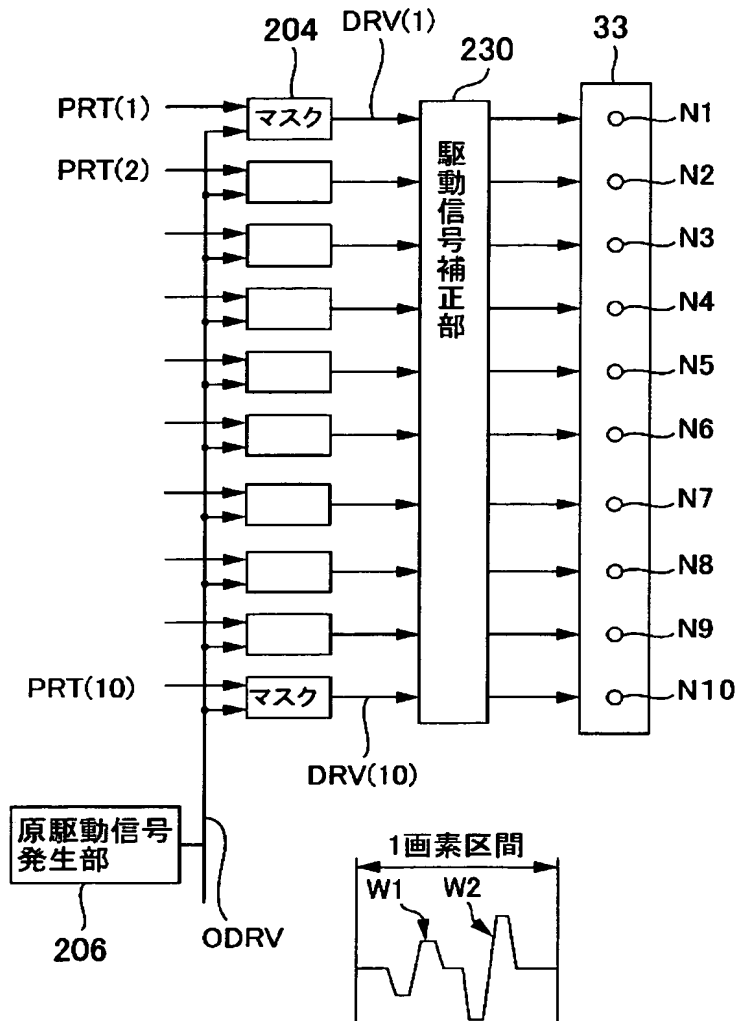 DRV(1)
204
230
33
PRT(1)
マスク
N1
PRT(2)
N2
駆動信号補正部
N3
N4
N5
N6
N7
N8
N9
PRT(10)
マスク
N10
DRV(10)
原駆動信号
発生部
206
ODRV
1画素区間
W1
W2